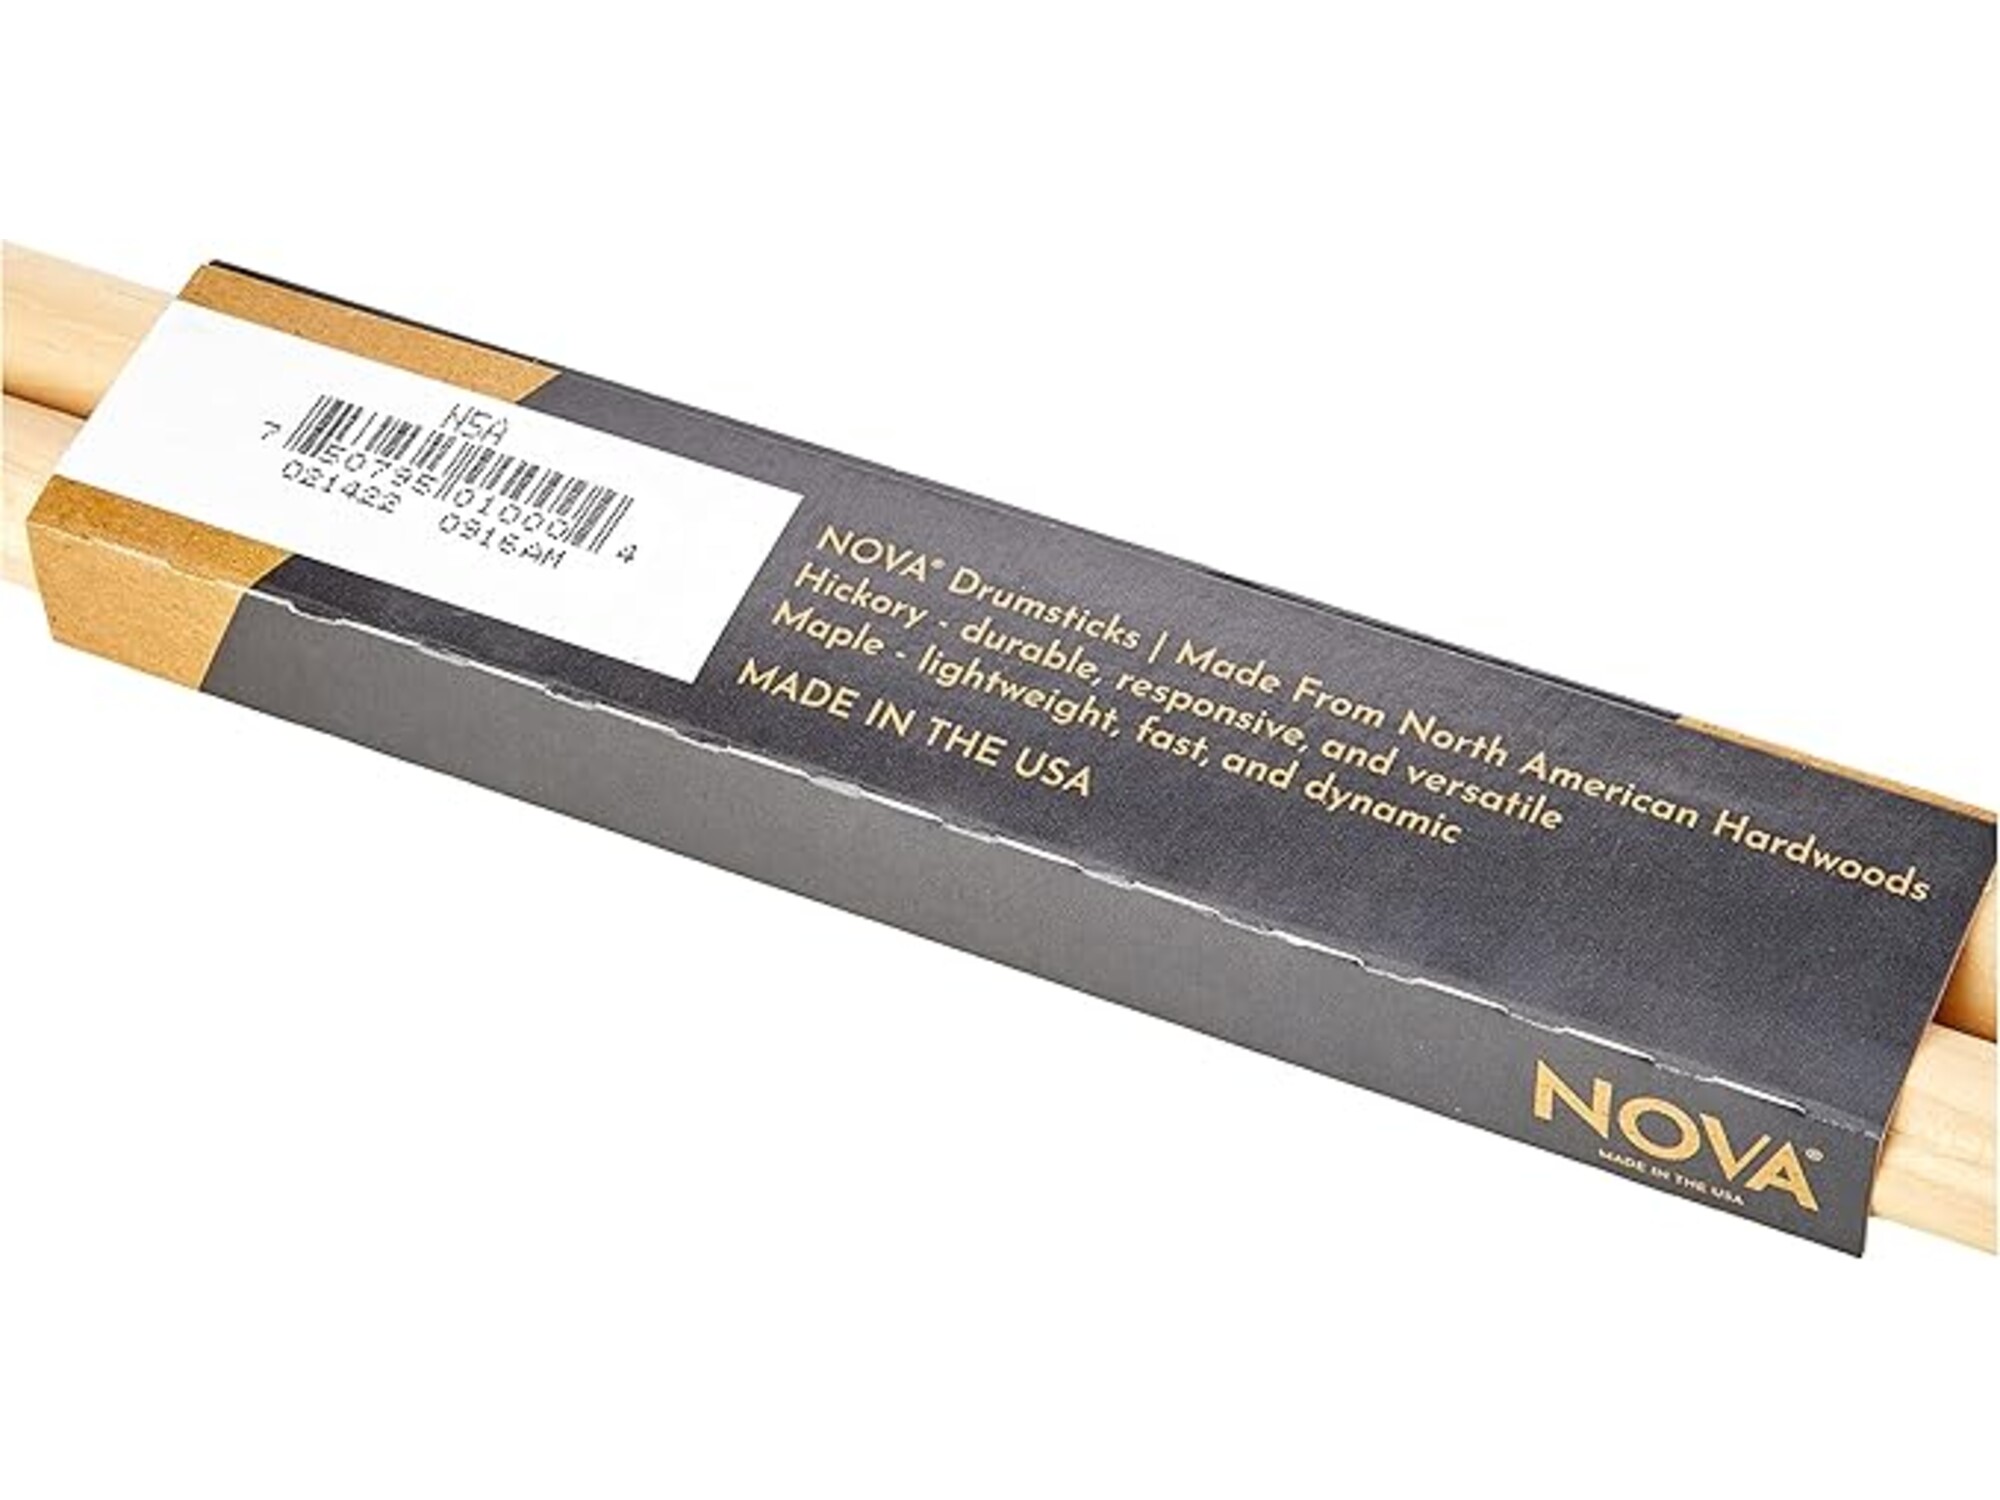 N5A
7 50795 01000 4
021422 0916AM
NOVA® Drumsticks | Made From North American Hardwoods
Hickory - durable, responsive, and versatile
Maple - lightweight, fast, and dynamic
MADE IN THE USA
NOVA®
MADE IN THE USA